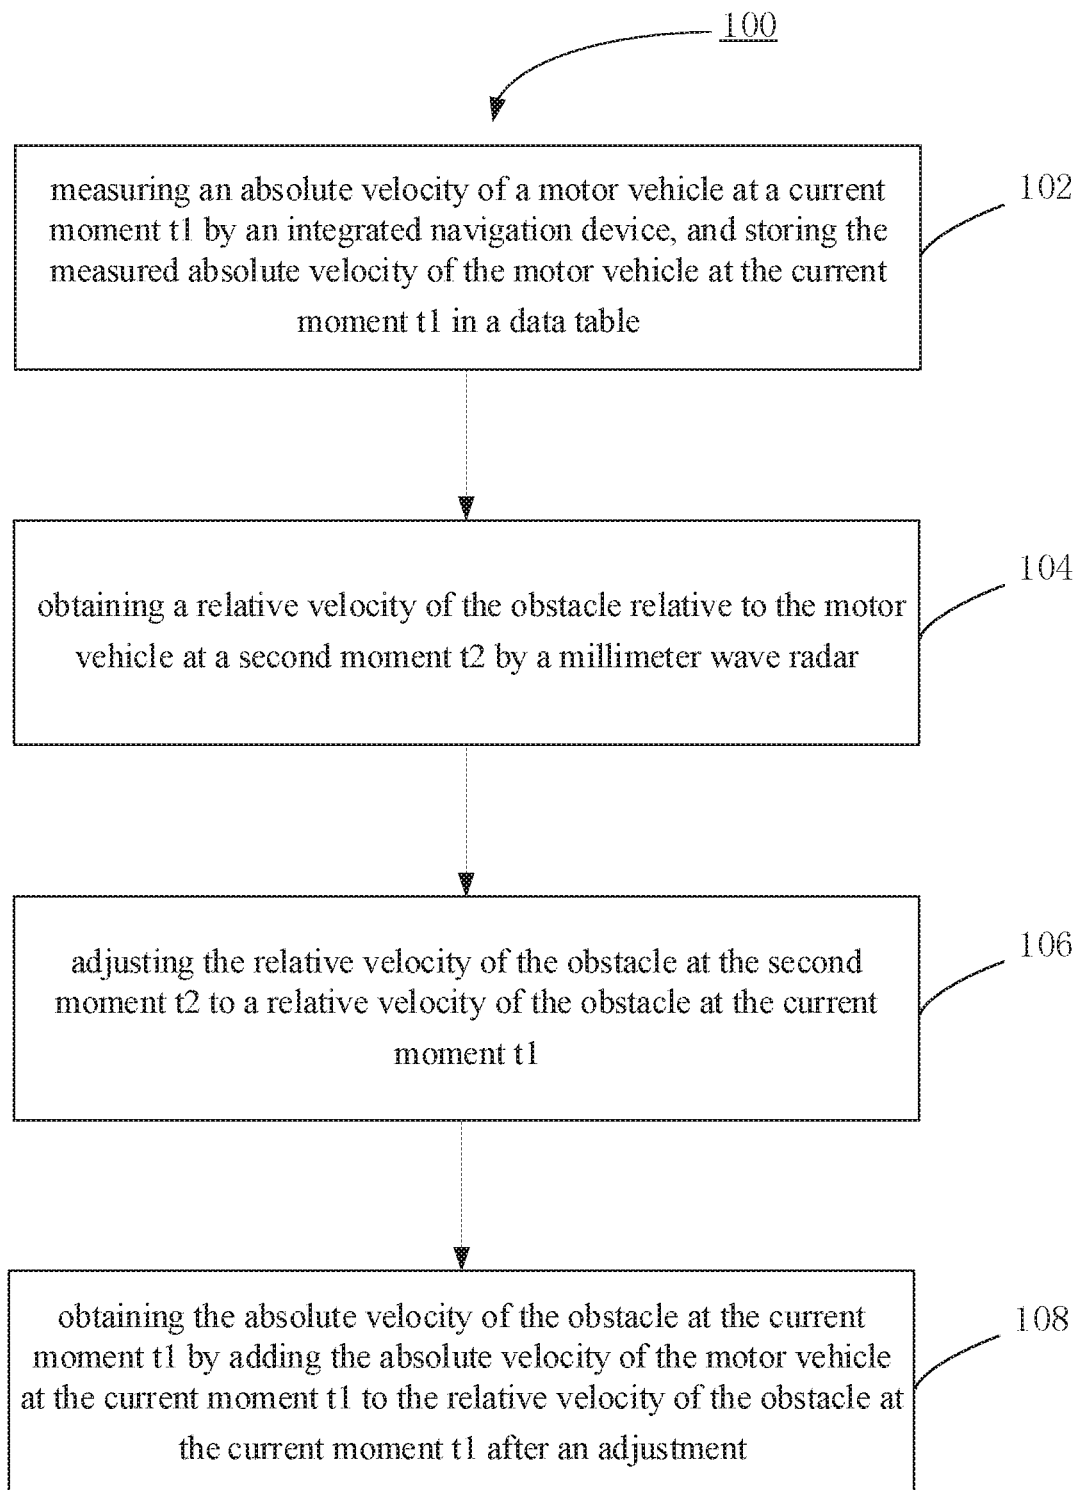 100
measuring an absolute velocity of a motor vehicle at a current
moment t1 by an integrated navigation device, and storing the
measured absolute velocity of the motor vehicle at the current
moment t1 in a data table
102
obtaining a relative velocity of the obstacle relative to the motor
vehicle at a second moment t2 by a millimeter wave radar
104
adjusting the relative velocity of the obstacle at the second
moment t2 to a relative velocity of the obstacle at the current
moment t1
106
obtaining the absolute velocity of the obstacle at the current
moment t1 by adding the absolute velocity of the motor vehicle
at the current moment t1 to the relative velocity of the obstacle at
the current moment t1 after an adjustment
108